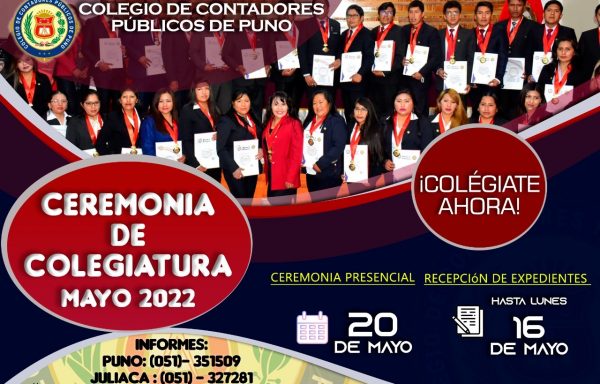 COLEGIO DE CONTADORES
PÚBLICOS DE PUNO
¡COLÉGIATE
AHORA!
CEREMONIA
DE
COLEGIATURA
MAYO 2022
CEREMONIA PRESENCIAL
20
DE MAYO
RECEPCIóN DE EXPEDIENTES
HASTA LUNES
16
DE MAYO
INFORMES:
PUNO: (051)- 351509
JULIACA : (051) - 327281